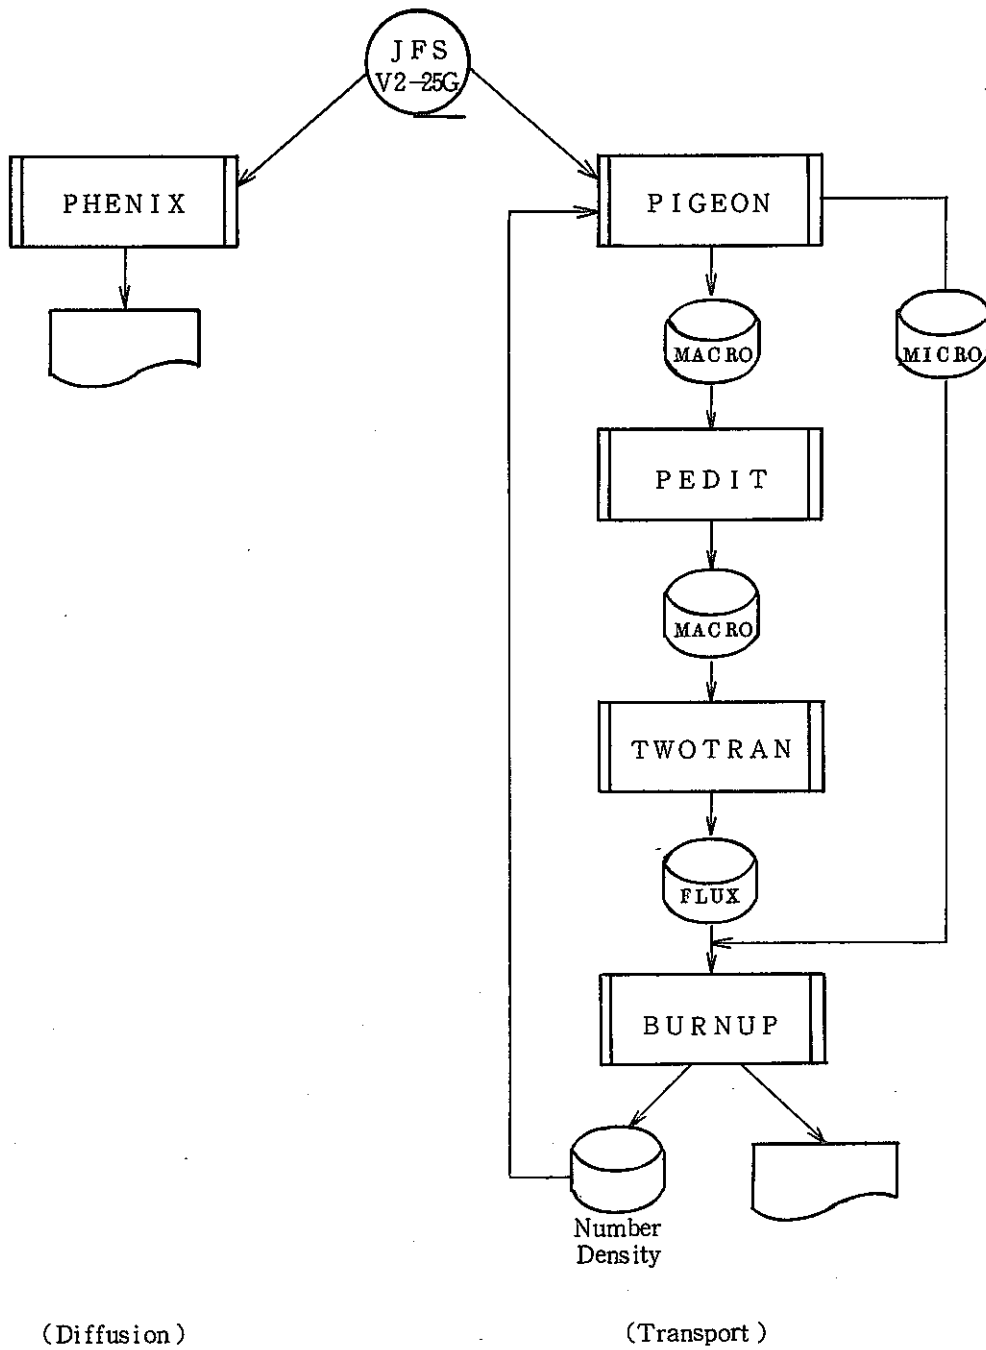 JFS
V2-25G
PHENIX
PIGEON
MACRO
MICRO
PEDIT
MACRO
TWOTRAN
FLUX
BURNUP
Number
Density
(Diffusion)
(Transport)